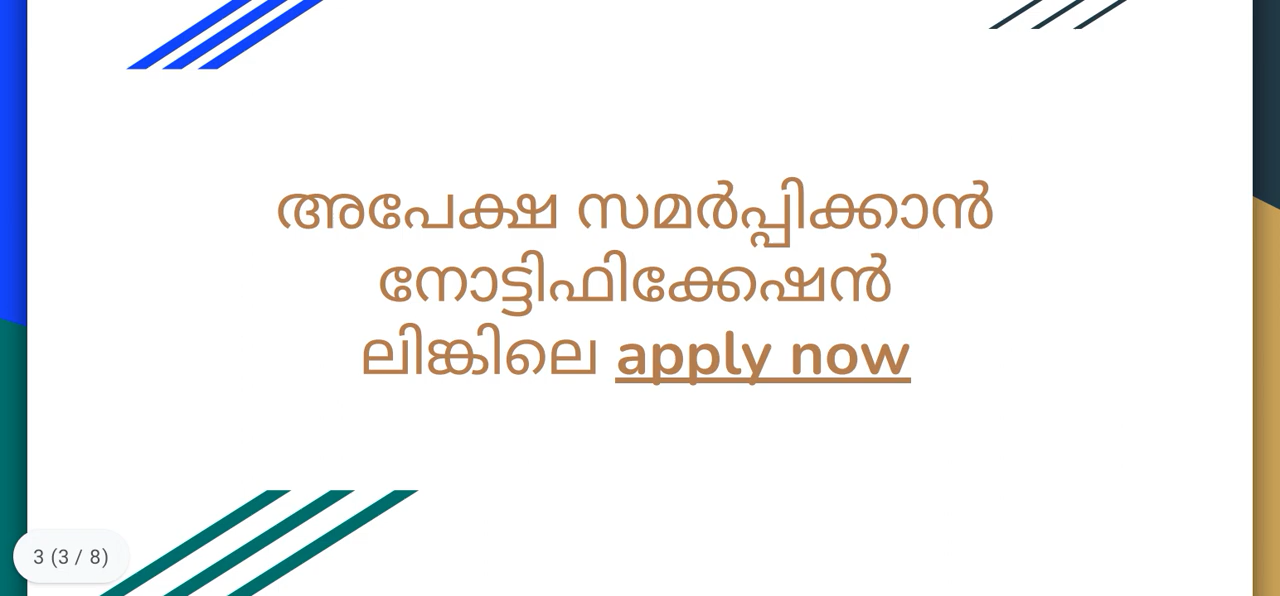 അപേക്ഷ സമർപ്പിക്കാൻ
നോട്ടിഫിക്കേഷൻ
ലിങ്കിലെ apply now
3 (3 / 8)